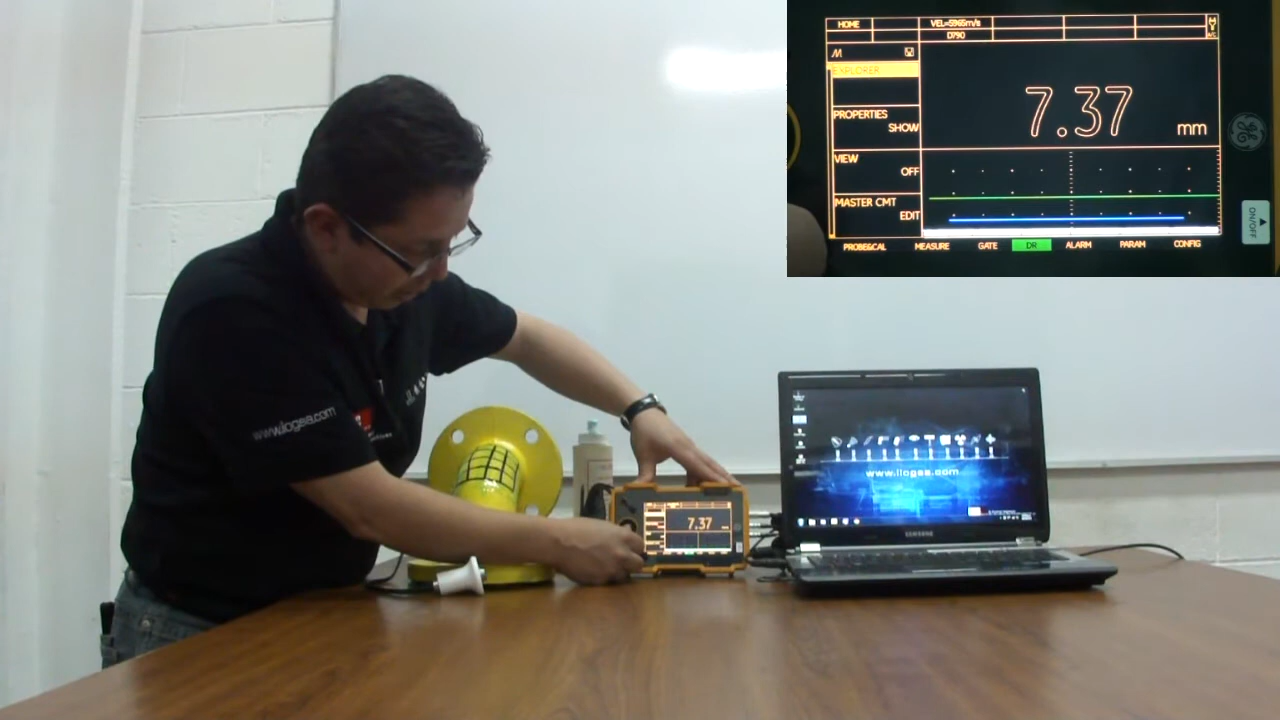 HOME
VEL=5965m/s
D790
A/C
M
EXPLORER
7.37
mm
PROPERTIES
SHOW
VIEW
OFF
MASTER CMT
EDIT
PROBE&CAL MEASURE GATE DR ALARM PARAM CONFIG
ON/OFF
GE
www.llogsa.com
7.37
www.llogsa.com
SAMSUNG